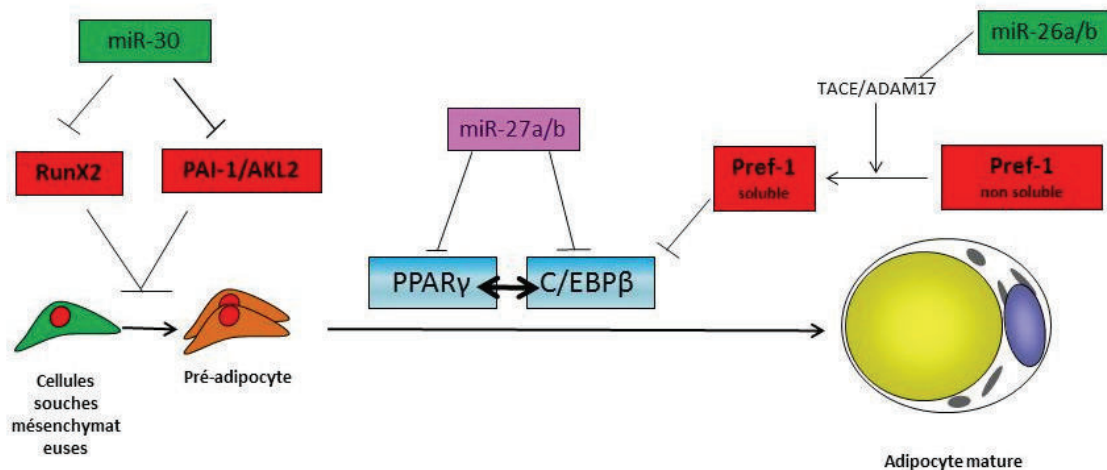 miR-30
miR-26a/b
TACE/ADAM17
miR-27a/b
RunX2
PAI-1/AKL2
Pref-1
soluble
Pref-1
non soluble
PPARγ
C/EBPβ
Cellules
souches
mésenchymat
euses
Pré-adipocyte
Adipocyte mature